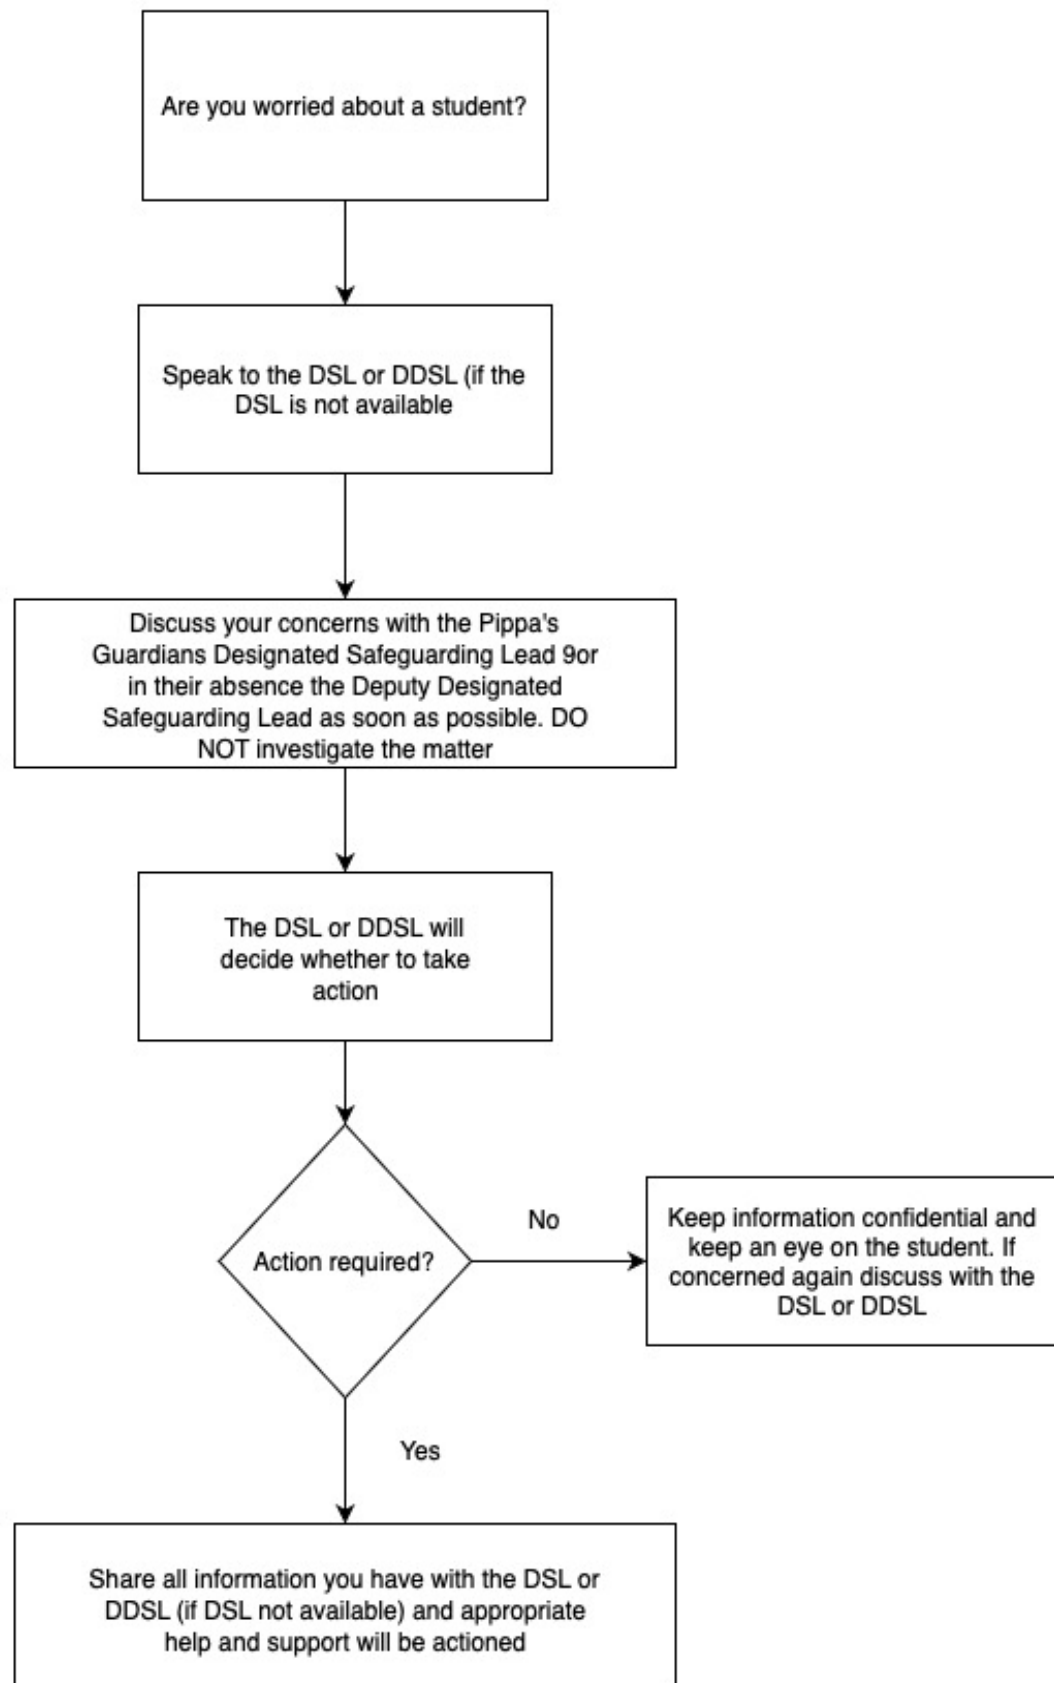 Are you worried about a student?
Speak to the DSL or DDSL (if the
DSL is not available
Discuss your concerns with the Pippa's
Guardians Designated Safeguarding Lead 9or
in their absence the Deputy Designated
Safeguarding Lead as soon as possible. DO
NOT investigate the matter
The DSL or DDSL will
decide whether to take
action
Action required?
No
Keep information confidential and
keep an eye on the student. If
concerned again discuss with the
DSL or DDSL
Yes
Share all information you have with the DSL or
DDSL (if DSL not available) and appropriate
help and support will be actioned